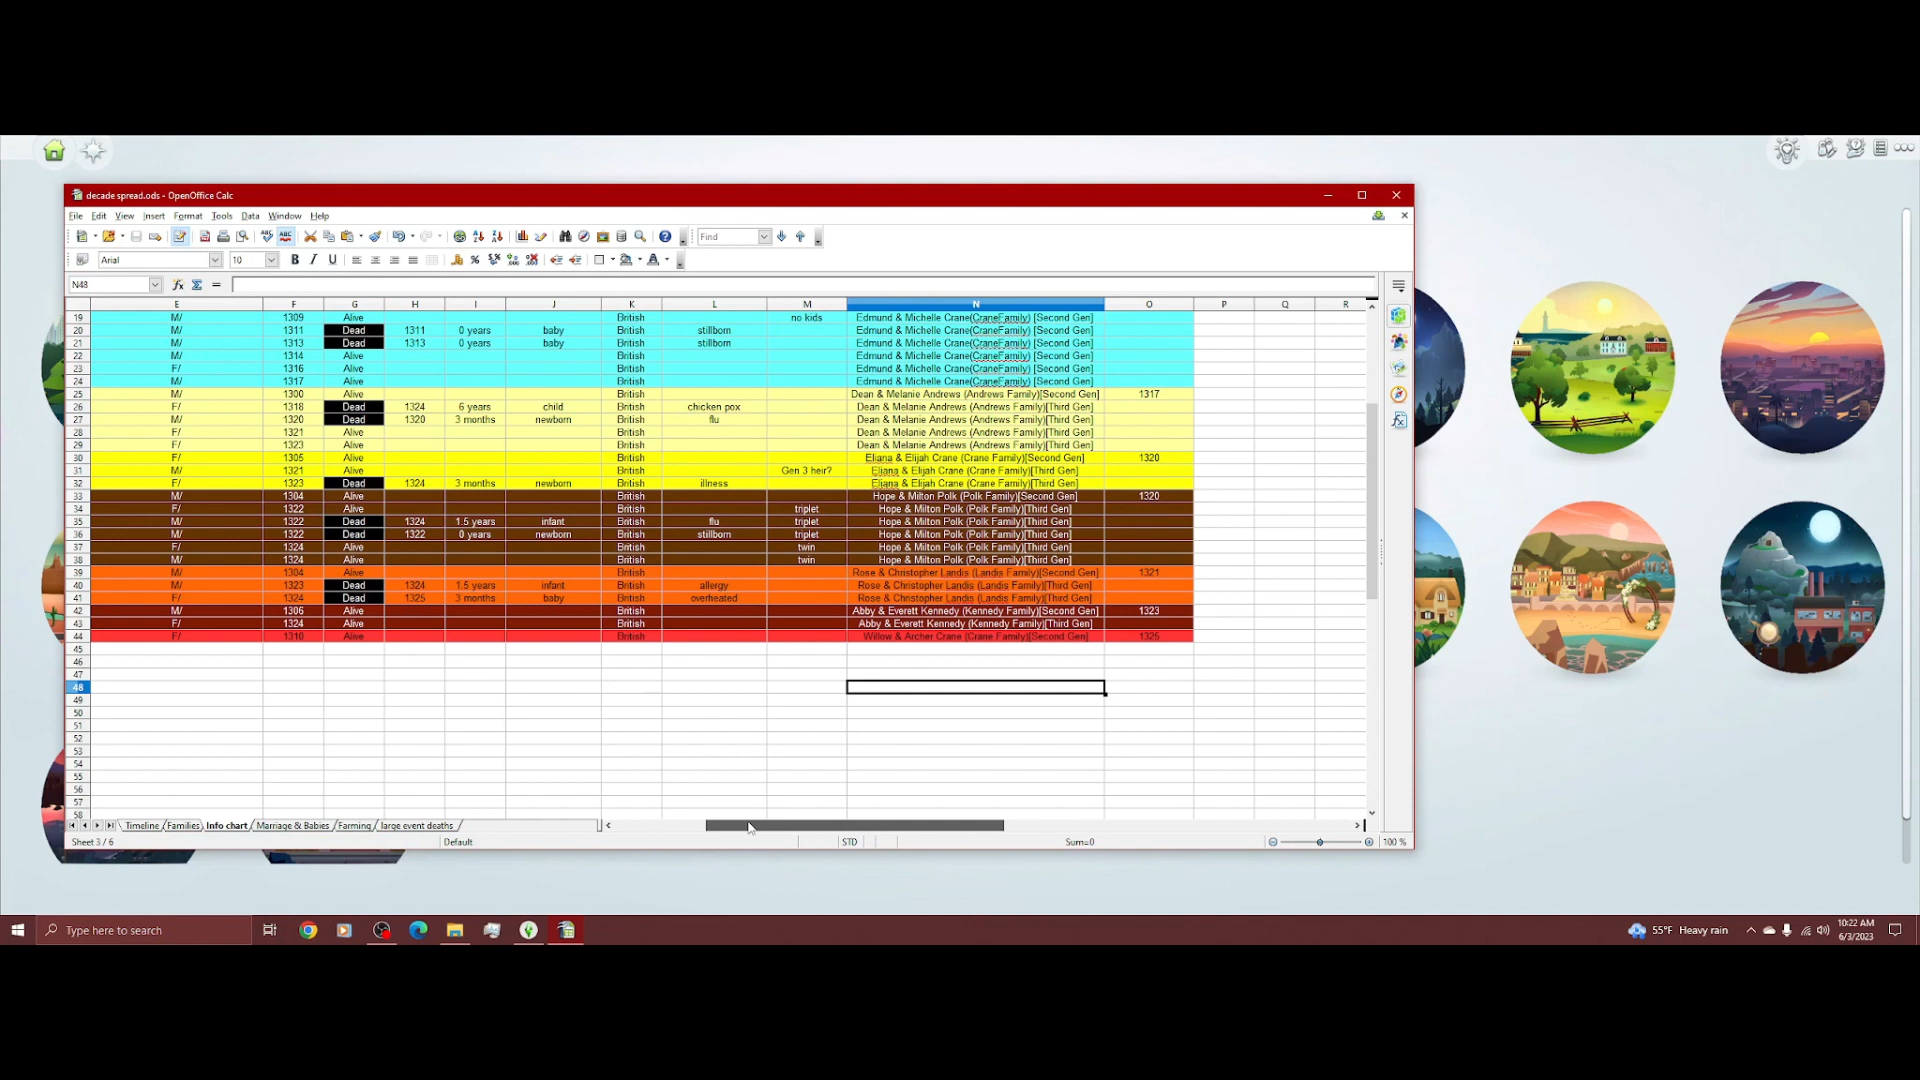 decade spread.ods - OpenOffice Calc
File Edit View Insert Format Tools Data Window Help
Find
Arial 10
N48
E F G H I J K L M N O P Q R
19 M/ 1309 Alive British no kids Edmund & Michelle Crane(CraneFamily) [Second Gen]
20 M/ 1311 Dead 1311 0 years baby British stillborn Edmund & Michelle Crane(CraneFamily) [Second Gen]
21 M/ 1313 Dead 1313 0 years baby British stillborn Edmund & Michelle Crane(CraneFamily) [Second Gen]
22 M/ 1314 Alive British Edmund & Michelle Crane(CraneFamily) [Second Gen]
23 F/ 1316 Alive British Edmund & Michelle Crane(CraneFamily) [Second Gen]
24 M/ 1317 Alive British Edmund & Michelle Crane(CraneFamily) [Second Gen]
25 M/ 1300 Alive British Dean & Melanie Andrews (Andrews Family)[Second Gen] 1317
26 F/ 1318 Dead 1324 6 years child British chicken pox Dean & Melanie Andrews (Andrews Family)[Third Gen]
27 M/ 1320 Dead 1320 3 months newborn British flu Dean & Melanie Andrews (Andrews Family)[Third Gen]
28 F/ 1321 Alive British Dean & Melanie Andrews (Andrews Family)[Third Gen]
29 F/ 1323 Alive British Dean & Melanie Andrews (Andrews Family)[Third Gen]
30 F/ 1305 Alive British Eliana & Elijah Crane (Crane Family)[Second Gen] 1320
31 M/ 1321 Alive British Gen 3 heir? Eliana & Elijah Crane (Crane Family)[Third Gen]
32 F/ 1323 Dead 1324 3 months newborn British illness Eliana & Elijah Crane (Crane Family)[Third Gen]
33 M/ 1304 Alive British Hope & Milton Polk (Polk Family)[Second Gen] 1320
34 F/ 1322 Alive British triplet Hope & Milton Polk (Polk Family)[Third Gen]
35 M/ 1322 Dead 1324 1.5 years infant British flu triplet Hope & Milton Polk (Polk Family)[Third Gen]
36 M/ 1322 Dead 1322 0 years newborn British stillborn triplet Hope & Milton Polk (Polk Family)[Third Gen]
37 F/ 1324 Alive British twin Hope & Milton Polk (Polk Family)[Third Gen]
38 M/ 1324 Alive British twin Hope & Milton Polk (Polk Family)[Third Gen]
39 M/ 1304 Alive British Rose & Christopher Landis (Landis Family)[Second Gen] 1321
40 M/ 1323 Dead 1324 1.5 years infant British allergy Rose & Christopher Landis (Landis Family)[Third Gen]
41 F/ 1324 Dead 1325 3 months baby British overheated Rose & Christopher Landis (Landis Family)[Third Gen]
42 M/ 1306 Alive British Abby & Everett Kennedy (Kennedy Family)[Second Gen] 1323
43 F/ 1324 Alive British Abby & Everett Kennedy (Kennedy Family)[Third Gen]
44 F/ 1310 Alive British Willow & Archer Crane (Crane Family)[Second Gen] 1325
45
46
47
48
49
50
51
52
53
54
55
56
57
58
Timeline Families Info chart Marriage & Babies Farming large event deaths
Sheet 3 / 6 Default STD Sum=0 100 %
Type here to search
55°F Heavy rain
10:22 AM
6/3/2023